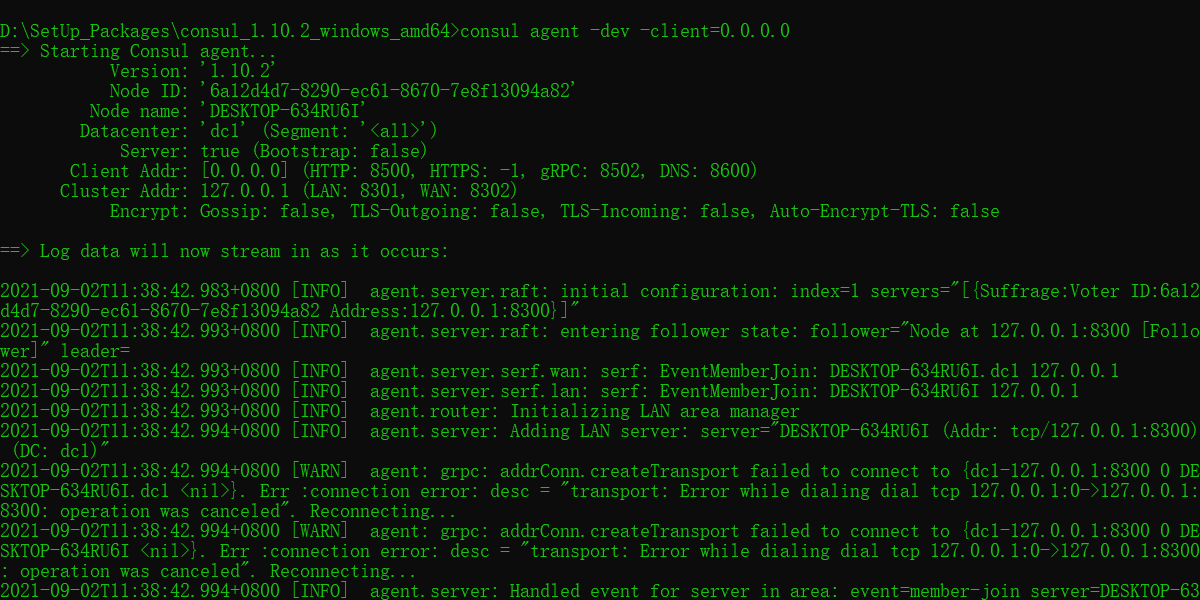 D:\SetUp_Packages\consul_1.10.2_windows_amd64>consul agent -dev -client=0.0.0.0
==> Starting Consul agent...
           Version: '1.10.2'
           Node ID: '6a12d4d7-8290-ec61-8670-7e8f13094a82'
         Node name: 'DESKTOP-634RU6I'
        Datacenter: 'dc1' (Segment: '<all>')
            Server: true (Bootstrap: false)
       Client Addr: [0.0.0.0] (HTTP: 8500, HTTPS: -1, gRPC: 8502, DNS: 8600)
      Cluster Addr: 127.0.0.1 (LAN: 8301, WAN: 8302)
           Encrypt: Gossip: false, TLS-Outgoing: false, TLS-Incoming: false, Auto-Encrypt-TLS: false
==> Log data will now stream in as it occurs:
2021-09-02T11:38:42.983+0800 [INFO]  agent.server.raft: initial configuration: index=1 servers="[{Suffrage:Voter ID:6a12
d4d7-8290-ec61-8670-7e8f13094a82 Address:127.0.0.1:8300}]"
2021-09-02T11:38:42.993+0800 [INFO]  agent.server.raft: entering follower state: follower="Node at 127.0.0.1:8300 [Follo
wer]" leader=
2021-09-02T11:38:42.993+0800 [INFO]  agent.server.serf.wan: serf: EventMemberJoin: DESKTOP-634RU6I.dc1 127.0.0.1
2021-09-02T11:38:42.993+0800 [INFO]  agent.server.serf.lan: serf: EventMemberJoin: DESKTOP-634RU6I 127.0.0.1
2021-09-02T11:38:42.993+0800 [INFO]  agent.router: Initializing LAN area manager
2021-09-02T11:38:42.994+0800 [INFO]  agent.server: Adding LAN server: server="DESKTOP-634RU6I (Addr: tcp/127.0.0.1:8300)
 (DC: dc1)"
2021-09-02T11:38:42.994+0800 [WARN]  agent: grpc: addrConn.createTransport failed to connect to {dc1-127.0.0.1:8300 0 DE
SKTOP-634RU6I.dc1 <nil>}. Err :connection error: desc = "transport: Error while dialing dial tcp 127.0.0.1:0->127.0.0.1:
8300: operation was canceled". Reconnecting...
2021-09-02T11:38:42.994+0800 [WARN]  agent: grpc: addrConn.createTransport failed to connect to {dc1-127.0.0.1:8300 0 DE
SKTOP-634RU6I <nil>}. Err :connection error: desc = "transport: Error while dialing dial tcp 127.0.0.1:0->127.0.0.1:8300
: operation was canceled". Reconnecting...
2021-09-02T11:38:42.994+0800 [INFO]  agent.server: Handled event for server in area: event=member-join server=DESKTOP-63